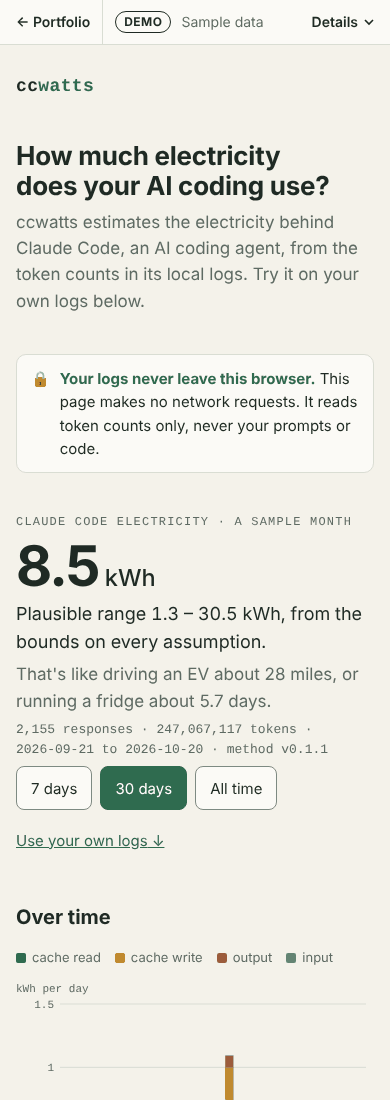 ← Portfolio
DEMO
Sample data
Details
ccwatts
How much electricity
does your AI coding use?
ccwatts estimates the electricity behind
Claude Code, an AI coding agent, from the
token counts in its local logs. Try it on your
own logs below.
Your logs never leave this browser. This
page makes no network requests. It reads
token counts only, never your prompts or
code.
CLAUDE CODE ELECTRICITY · A SAMPLE MONTH
8.5 kWh
Plausible range 1.3 – 30.5 kWh, from the
bounds on every assumption.
That's like driving an EV about 28 miles, or
running a fridge about 5.7 days.
2,155 responses · 247,067,117 tokens ·
2026-09-21 to 2026-10-20 · method v0.1.1
7 days
30 days
All time
Use your own logs ↓
Over time
cache read
cache write
output
input
kWh per day
1.5
1